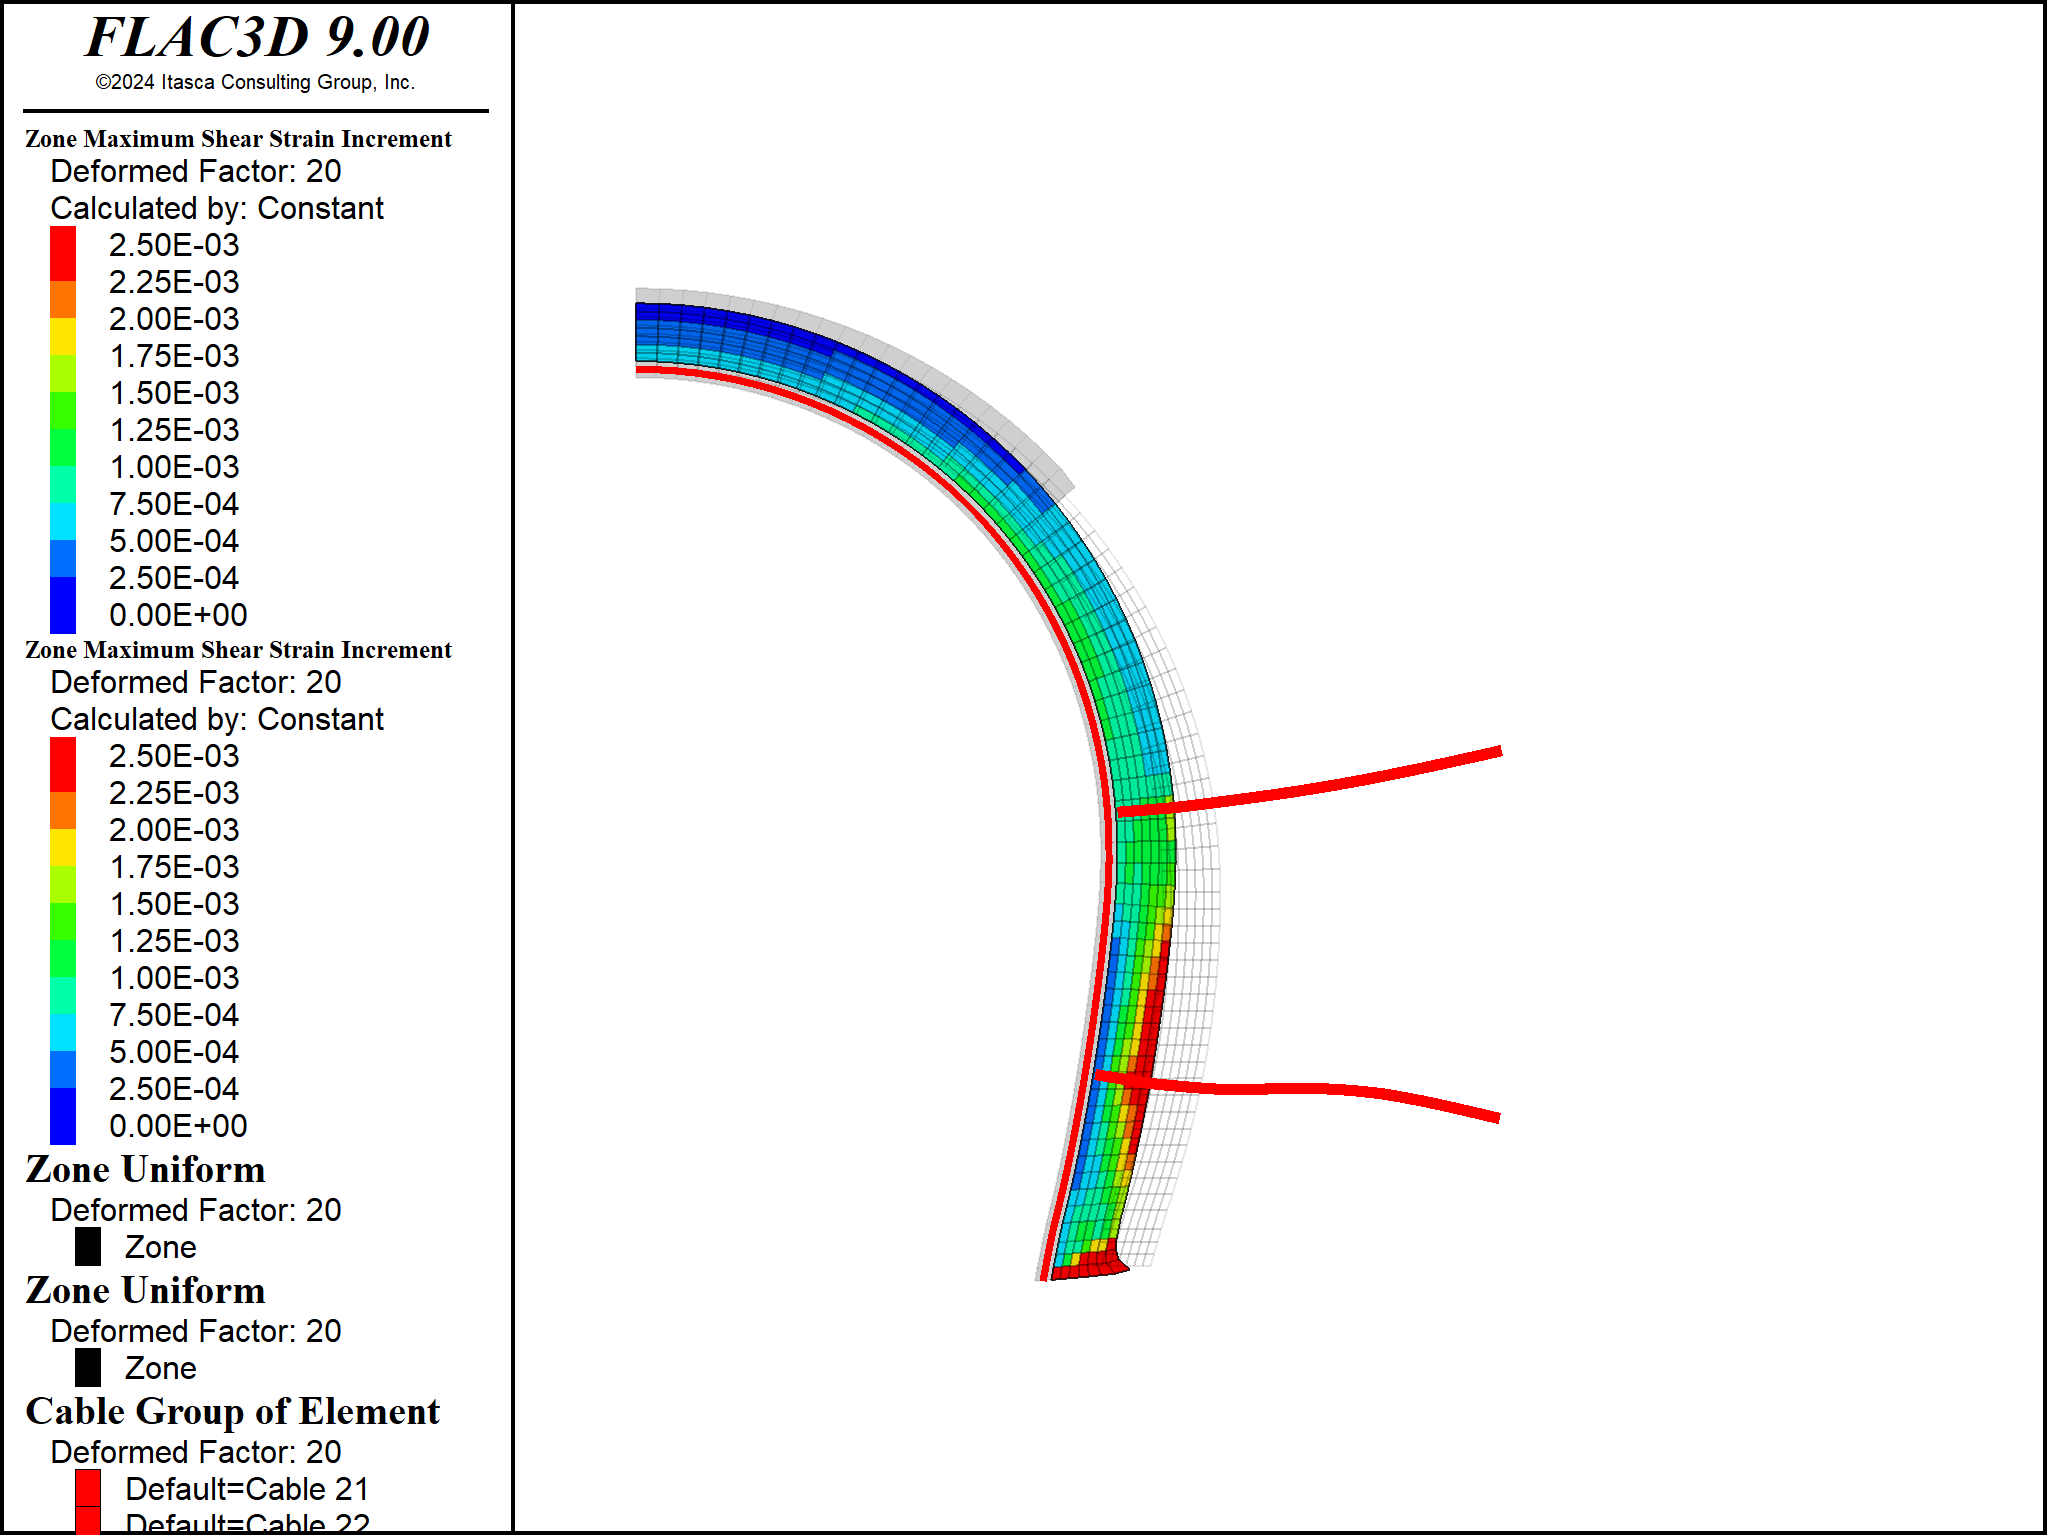 FLAC3D 9.00
©2024 Itasca Consulting Group, Inc.
Zone Maximum Shear Strain Increment
Deformed Factor: 20
Calculated by: Constant
2.50E-03
2.25E-03
2.00E-03
1.75E-03
1.50E-03
1.25E-03
1.00E-03
7.50E-04
5.00E-04
2.50E-04
0.00E+00
Zone Maximum Shear Strain Increment
Deformed Factor: 20
Calculated by: Constant
2.50E-03
2.25E-03
2.00E-03
1.75E-03
1.50E-03
1.25E-03
1.00E-03
7.50E-04
5.00E-04
2.50E-04
0.00E+00
Zone Uniform
Deformed Factor: 20
Zone
Zone Uniform
Deformed Factor: 20
Zone
Cable Group of Element
Deformed Factor: 20
Default=Cable 21
Default=Cable 22